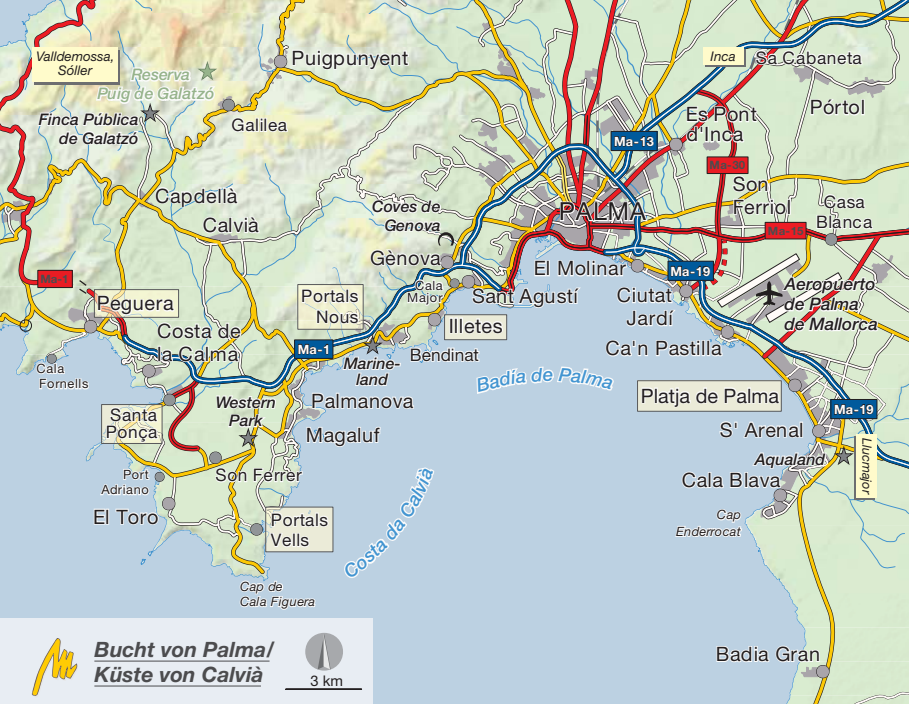 Valldemossa,
Sóller
Reserva
Puig de Galatzó
Puigpunyent
Inca
Sa Cabaneta
Finca Pública
de Galatzó
Galilea
Pórtol
Es Pont
d'Inca
Ma-13
Ma-30
Capdellà
Son
Ferriol
Calvià
Coves de
Genova
PALMA
Casa
Blanca
Ma-15
Gènova
El Molinar
Ma-19
Ma-1
Cala
Major
Sant Agustí
Ciutat
Jardí
Aeropuerto
de Palma
de Mallorca
Peguera
Portals
Nous
Illetes
Costa de
la Calma
Ma-1
Bendinat
Ca'n Pastilla
Cala
Fornells
Marine-
land
Badia de Palma
Platja de Palma
Santa
Ponça
Western
Park
Palmanova
Ma-19
Magaluf
S' Arenal
Aqualand
Llucmajor
Port
Adriano
Son Ferrer
Cala Blava
El Toro
Portals
Vells
Costa da Calvià
Cap
Enderrocat
Cap de
Cala Figuera
Bucht von Palma/
Küste von Calvià
3 km
Badia Gran